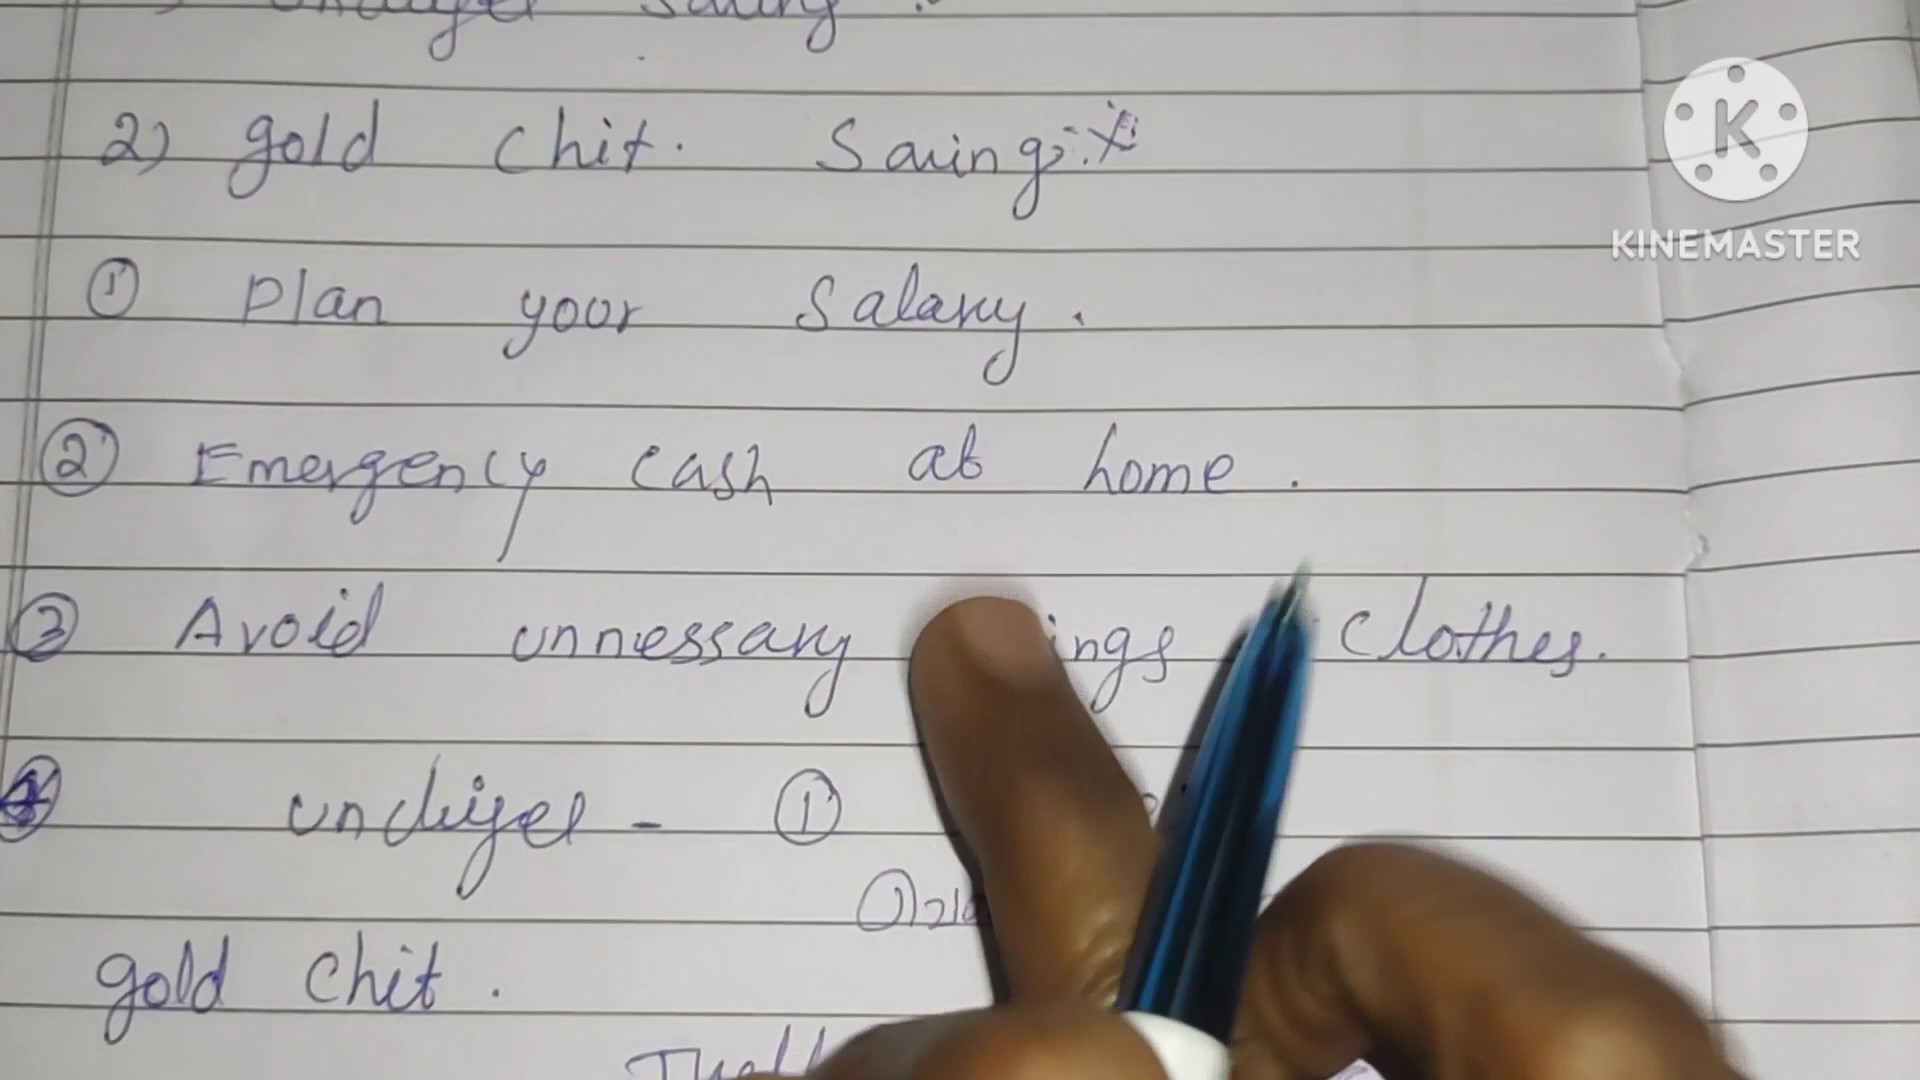 2) gold chit. Saving:-
① Plan your Salary.
② Emergency cash at home.
③ Avoid unnessary clothes.
undiyel - ①
gold chit.
KINEMASTER